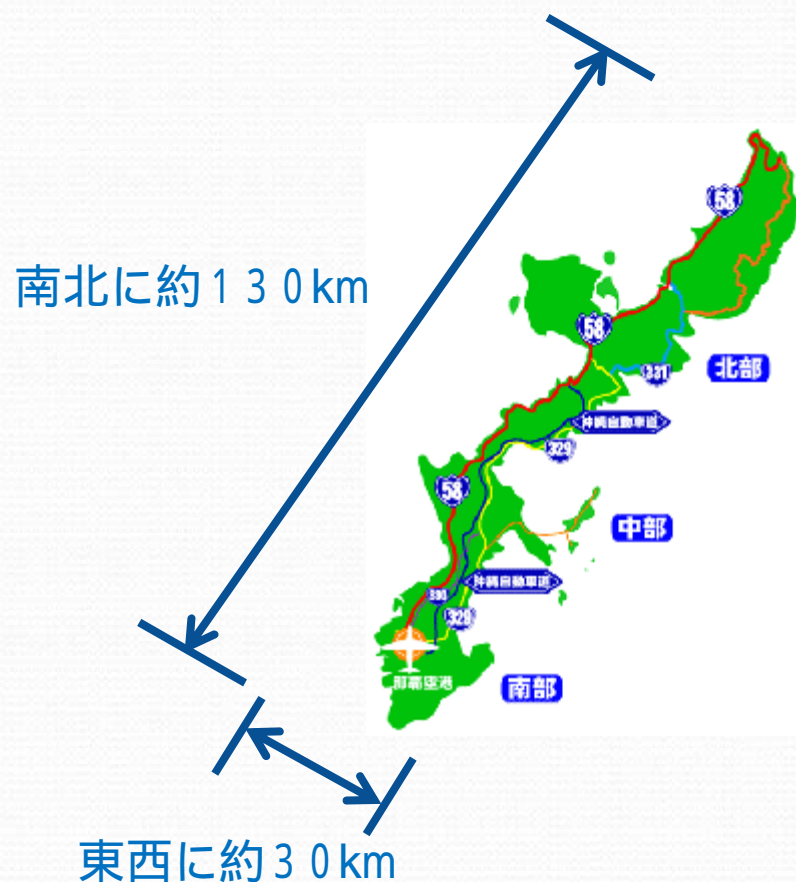 58
南北に約１３０km
58
331
北部
沖縄自動車道
329
58
中部
沖縄自動車道
330
329
那覇空港
南部
東西に約３０km